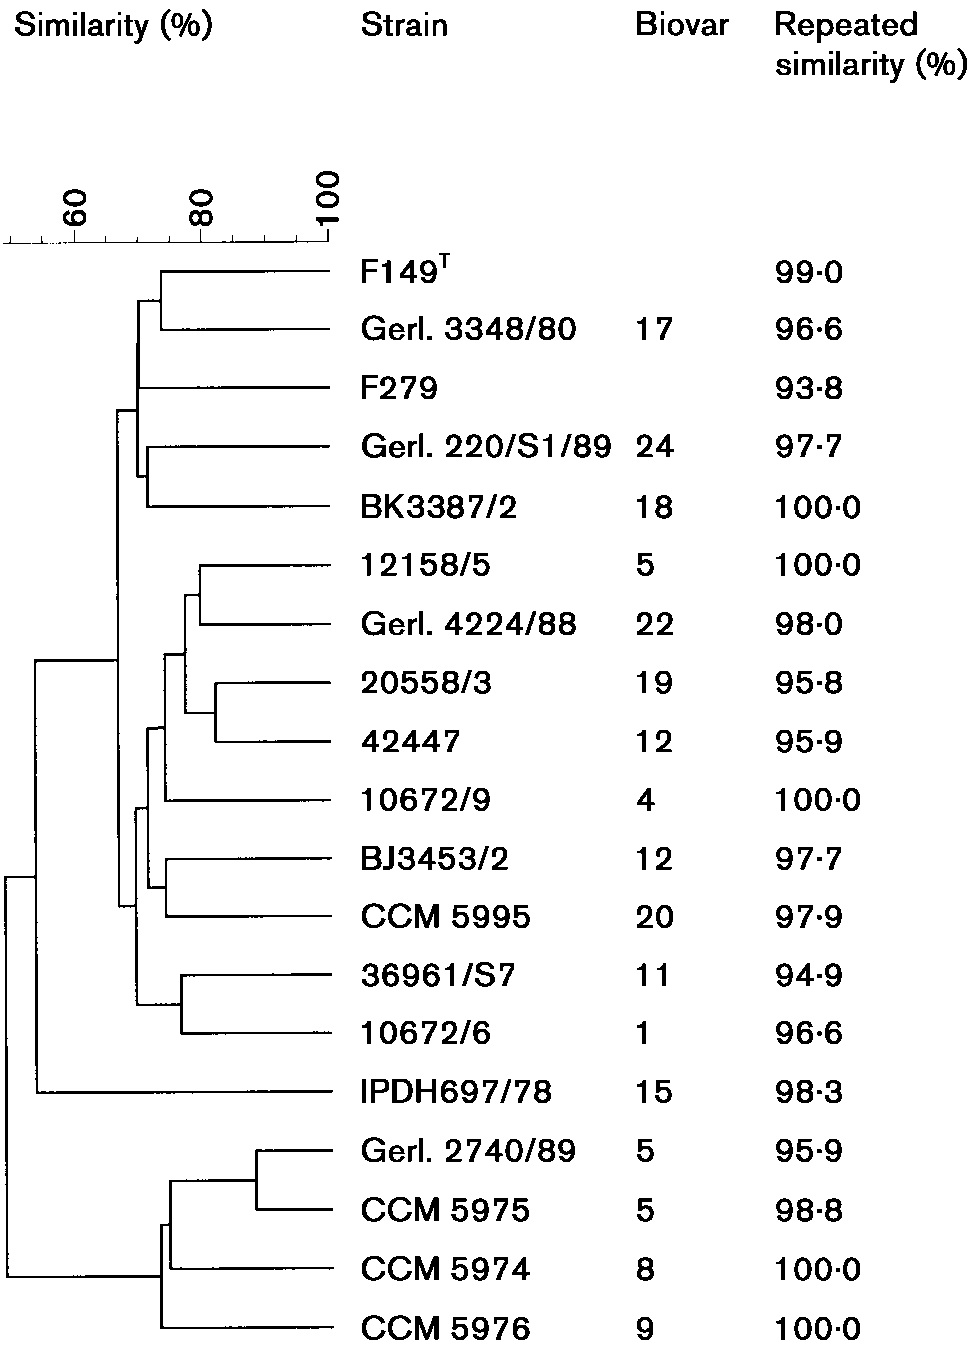 Similarity (%) Strain Biovar Repeated
similarity (%)
60 80 100
F149ᵀ 99·0
Gerl. 3348/80 17 96·6
F279 93·8
Gerl. 220/S1/89 24 97·7
BK3387/2 18 100·0
12158/5 5 100·0
Gerl. 4224/88 22 98·0
20558/3 19 95·8
42447 12 95·9
10672/9 4 100·0
BJ3453/2 12 97·7
CCM 5995 20 97·9
36961/S7 11 94·9
10672/6 1 96·6
IPDH697/78 15 98·3
Gerl. 2740/89 5 95·9
CCM 5975 5 98·8
CCM 5974 8 100·0
CCM 5976 9 100·0